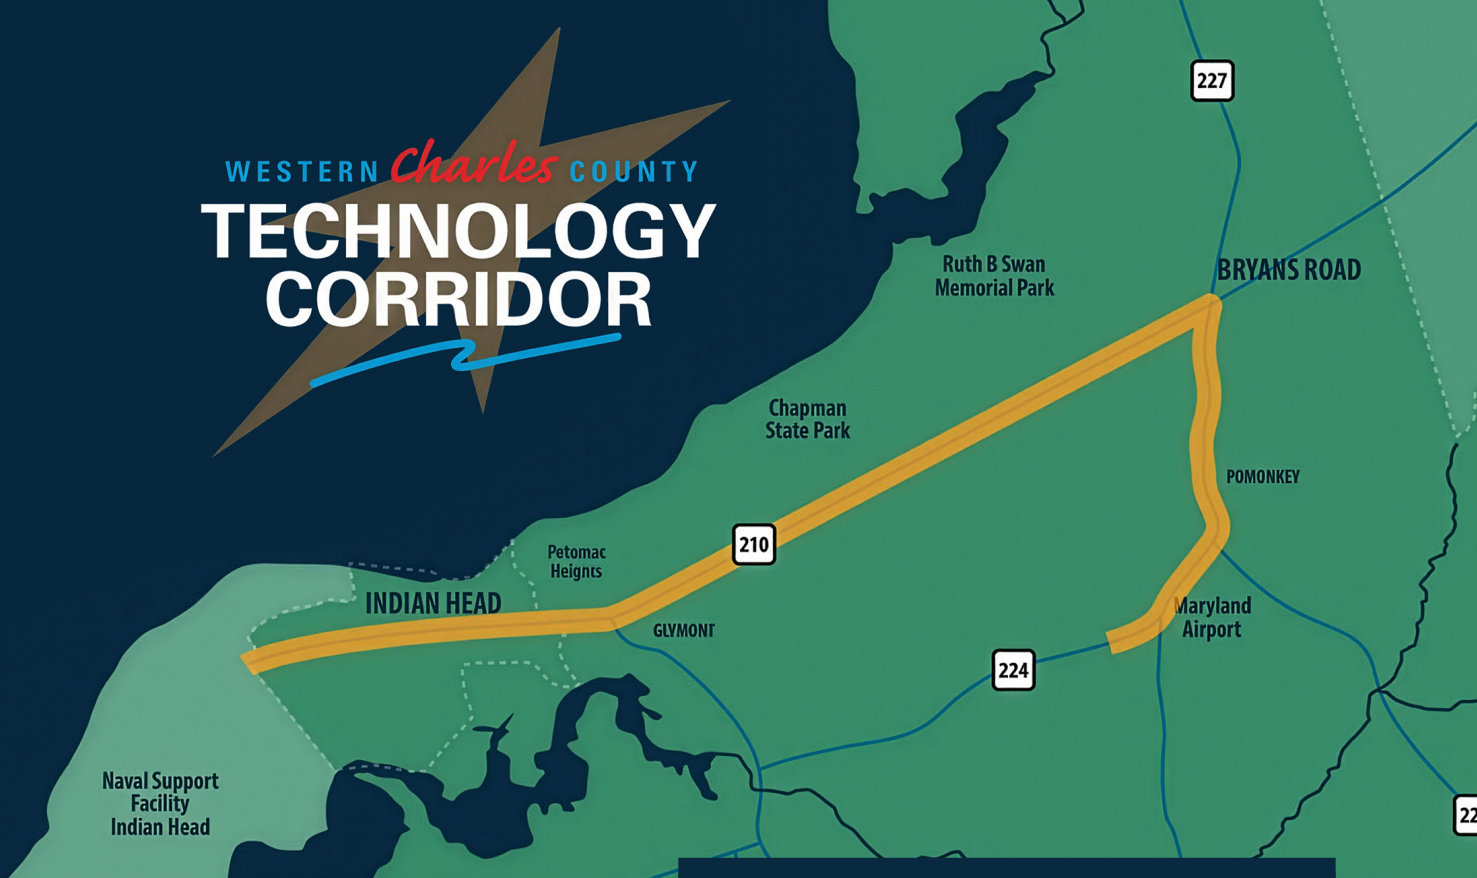 WESTERN Charles COUNTY
TECHNOLOGY
CORRIDOR
227
BRYANS ROAD
Ruth B Swan
Memorial Park
Chapman
State Park
POMONKEY
210
Petomac
Heights
INDIAN HEAD
GLYMONT
Maryland
Airport
224
Naval Support
Facility
Indian Head
22